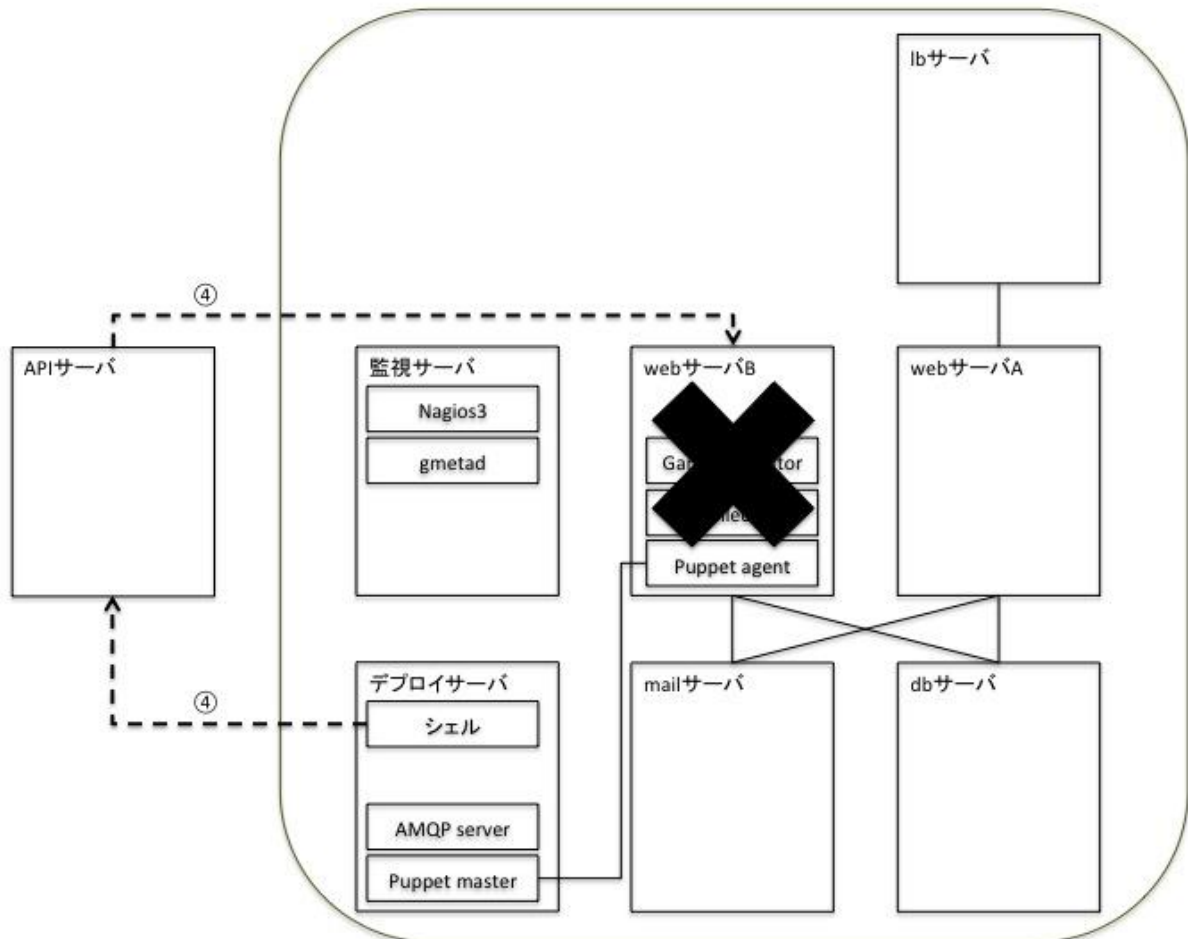 lbサーバ
④
APIサーバ
監視サーバ
Nagios3
gmetad
webサーバB
Puppet agent
webサーバA
④
デプロイサーバ
シェル
AMQP server
Puppet master
mailサーバ
dbサーバ